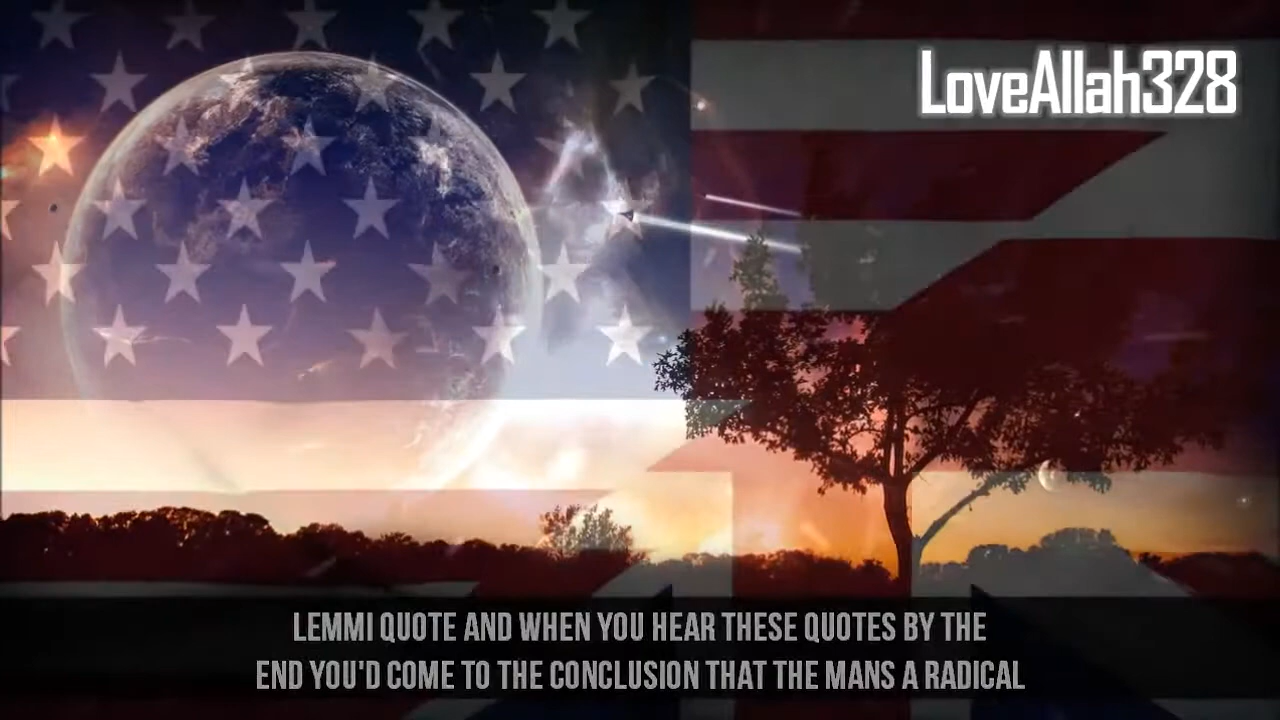 LoveAllah328
LEMMI QUOTE AND WHEN YOU HEAR THESE QUOTES BY THE
END YOU'D COME TO THE CONCLUSION THAT THE MANS A RADICAL